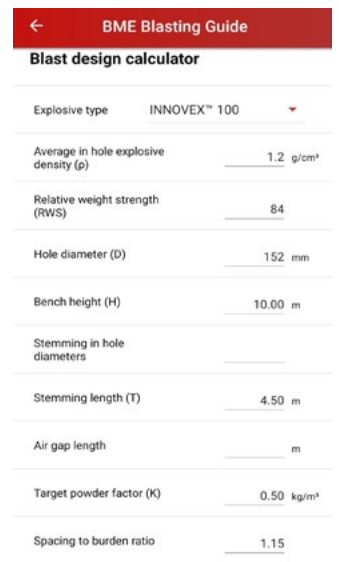 ← BME Blasting Guide
Blast design calculator
Explosive type INNOVEX™ 100
Average in hole explosive
density (ρ) 1.2 g/cm³
Relative weight strength
(RWS) 84
Hole diameter (D) 152 mm
Bench height (H) 10.00 m
Stemming in hole
diameters
Stemming length (T) 4.50 m
Air gap length m
Target powder factor (K) 0.50 kg/m³
Spacing to burden ratio 1.15